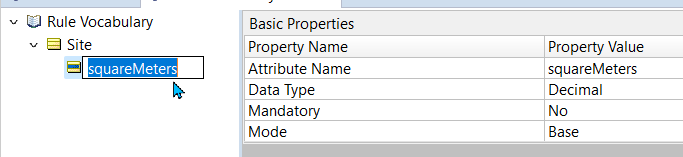 Rule Vocabulary
Site
squareMeters
Basic Properties
Property Name Property Value
Attribute Name squareMeters
Data Type Decimal
Mandatory No
Mode Base